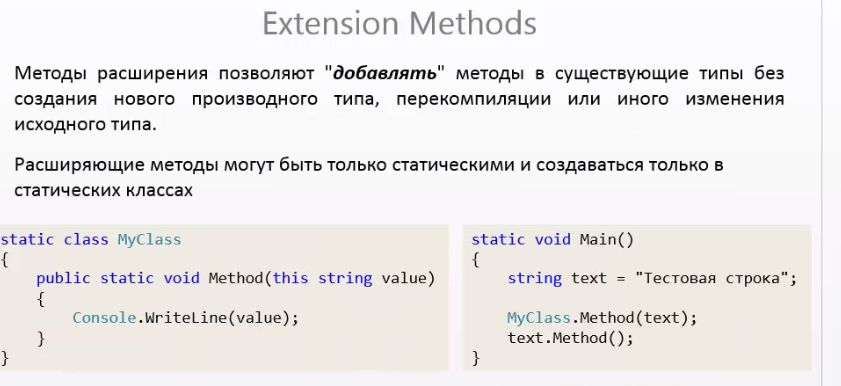 Extension Methods
Методы расширения позволяют "добавлять" методы в существующие типы без
создания нового производного типа, перекомпиляции или иного изменения
исходного типа.
Расширяющие методы могут быть только статическими и создаваться только в
статических классах
static class MyClass
{
    public static void Method(this string value)
    {
        Console.WriteLine(value);
    }
}
static void Main()
{
    string text = "Тестовая строка";
    MyClass.Method(text);
    text.Method();
}